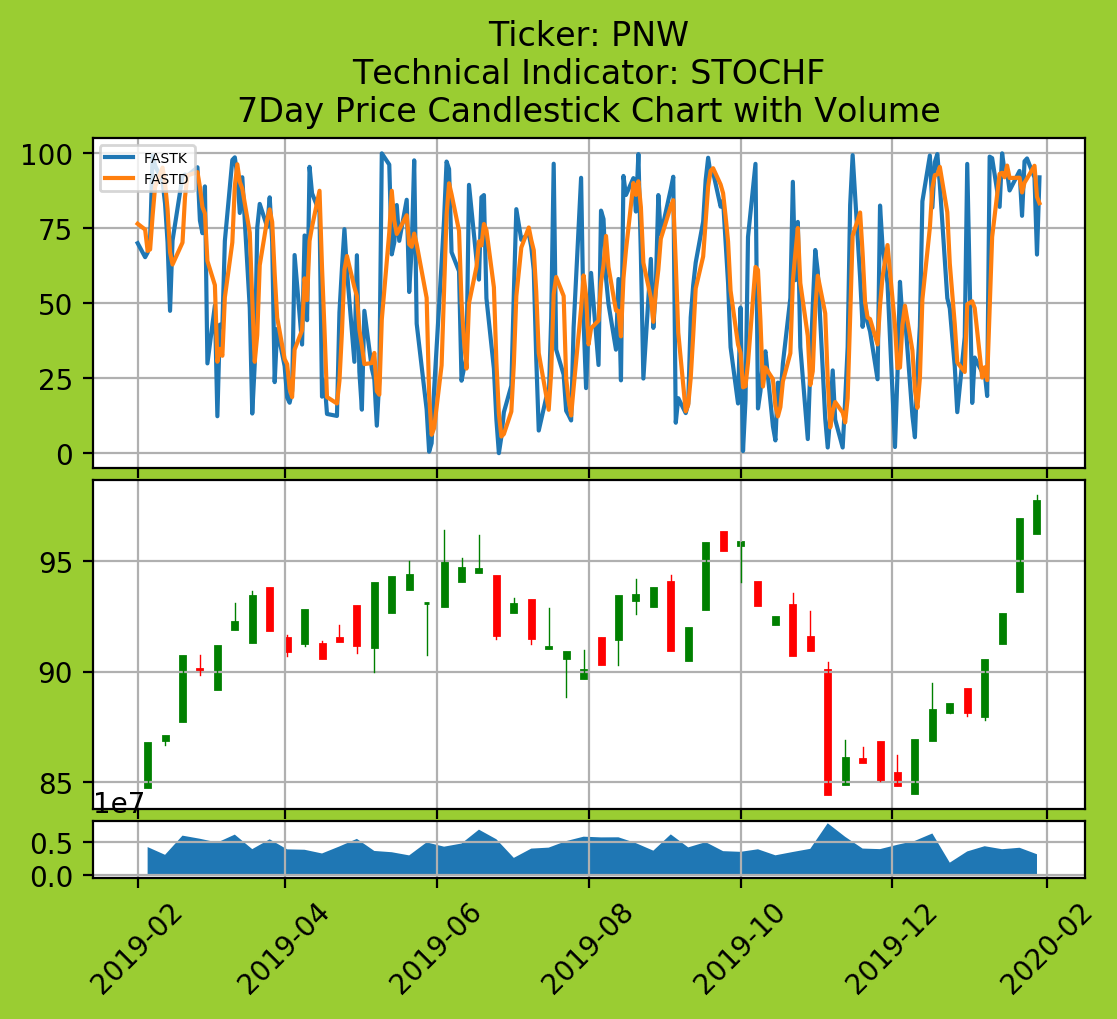 Ticker: PNW
Technical Indicator: STOCHF
7Day Price Candlestick Chart with Volume
100
75
50
25
0
FASTK
FASTD
95
90
85
1e7
0.5
0.0
2019-02
2019-04
2019-06
2019-08
2019-10
2019-12
2020-02